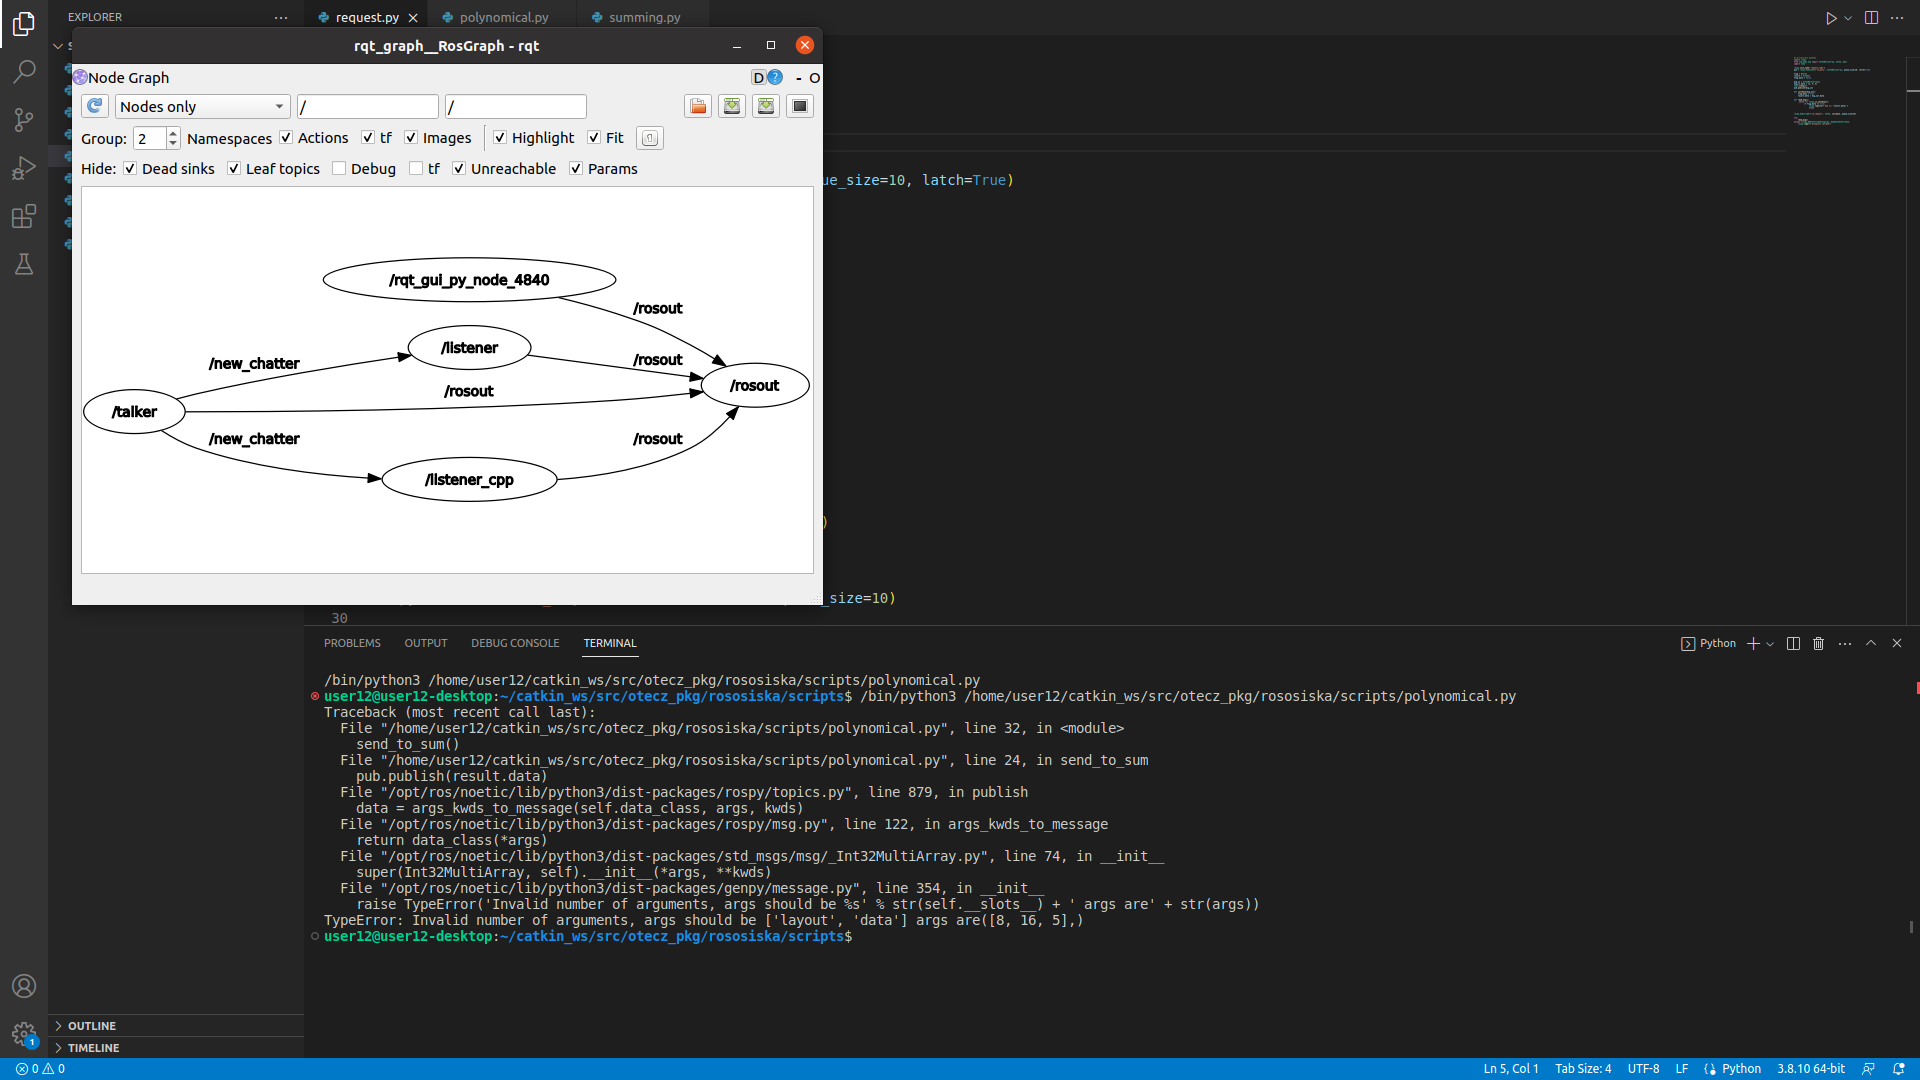 EXPLORER
request.py
polynomical.py
summing.py
rqt_graph__RosGraph - rqt
Node Graph
D
- O
Nodes only
/
/
Group: 2 Namespaces Actions tf Images Highlight Fit
Hide: Dead sinks Leaf topics Debug tf Unreachable Params
ue_size=10, latch=True)
/rqt_gui_py_node_4840
/rosout
/listener
/new_chatter
/rosout
/rosout
/rosout
/talker
/new_chatter
/rosout
/listener_cpp
)
_size=10)
30
PROBLEMS OUTPUT DEBUG CONSOLE TERMINAL
Python
/bin/python3 /home/user12/catkin_ws/src/otecz_pkg/rososiska/scripts/polynomical.py
user12@user12-desktop:~/catkin_ws/src/otecz_pkg/rososiska/scripts$ /bin/python3 /home/user12/catkin_ws/src/otecz_pkg/rososiska/scripts/polynomical.py
Traceback (most recent call last):
File "/home/user12/catkin_ws/src/otecz_pkg/rososiska/scripts/polynomical.py", line 32, in <module>
send_to_sum()
File "/home/user12/catkin_ws/src/otecz_pkg/rososiska/scripts/polynomical.py", line 24, in send_to_sum
pub.publish(result.data)
File "/opt/ros/noetic/lib/python3/dist-packages/rospy/topics.py", line 879, in publish
data = args_kwds_to_message(self.data_class, args, kwds)
File "/opt/ros/noetic/lib/python3/dist-packages/rospy/msg.py", line 122, in args_kwds_to_message
return data_class(*args)
File "/opt/ros/noetic/lib/python3/dist-packages/std_msgs/msg/_Int32MultiArray.py", line 74, in __init__
super(Int32MultiArray, self).__init__(*args, **kwds)
File "/opt/ros/noetic/lib/python3/dist-packages/genpy/message.py", line 354, in __init__
raise TypeError('Invalid number of arguments, args should be %s' % str(self.__slots__) + ' args are' + str(args))
TypeError: Invalid number of arguments, args should be ['layout', 'data'] args are([8, 16, 5],)
user12@user12-desktop:~/catkin_ws/src/otecz_pkg/rososiska/scripts$
OUTLINE
TIMELINE
1
0 0
Ln 5, Col 1 Tab Size: 4 UTF-8 LF Python 3.8.10 64-bit